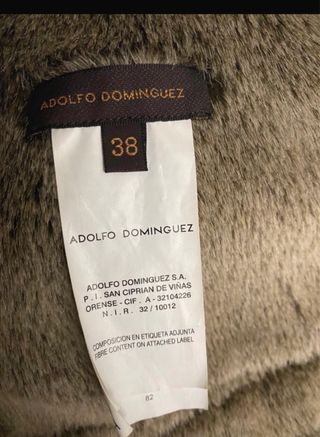 ADOLFO DOMINGUEZ
38
ADOLFO DOMINGUEZ
ADOLFO DOMINGUEZ S.A.
P.I. SAN CIPRIAN DE VIÑAS
ORENSE - CIF. A - 32104226
N.I.R. 32 / 10012
COMPOSICION EN ETIQUETA ADJUNTA
FIBRE CONTENT ON ATTACHED LABEL
82